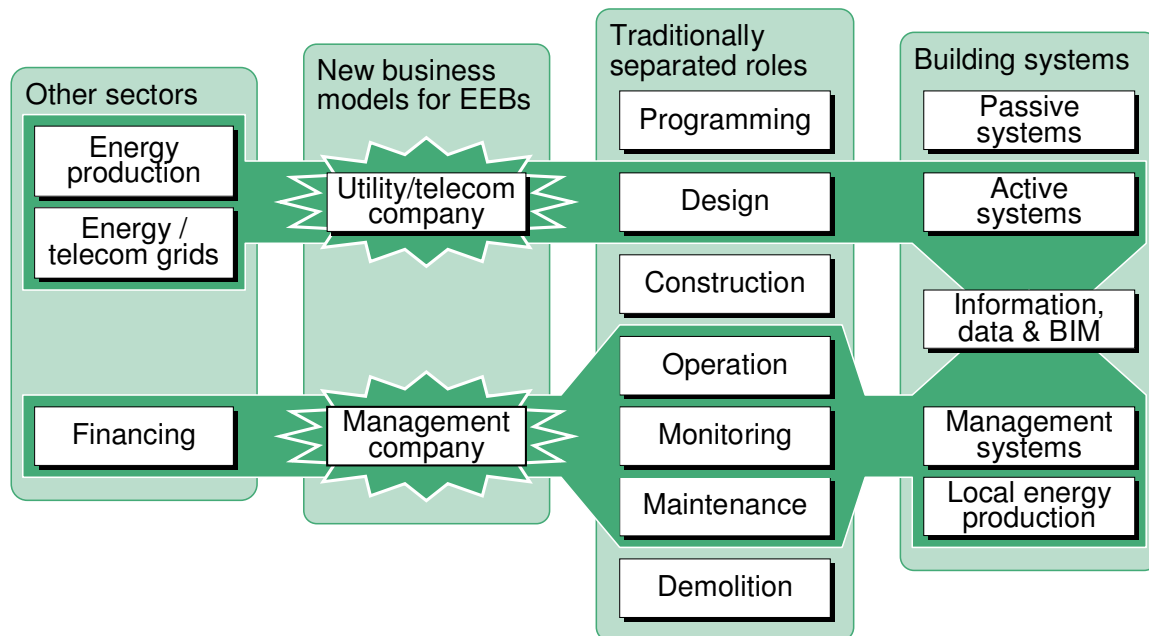 Other sectors
Energy
production
Energy /
telecom grids
Financing
New business
models for EEBs
Utility/telecom
company
Management
company
Traditionally
separated roles
Programming
Design
Construction
Operation
Monitoring
Maintenance
Demolition
Building systems
Passive
systems
Active
systems
Information,
data & BIM
Management
systems
Local energy
production